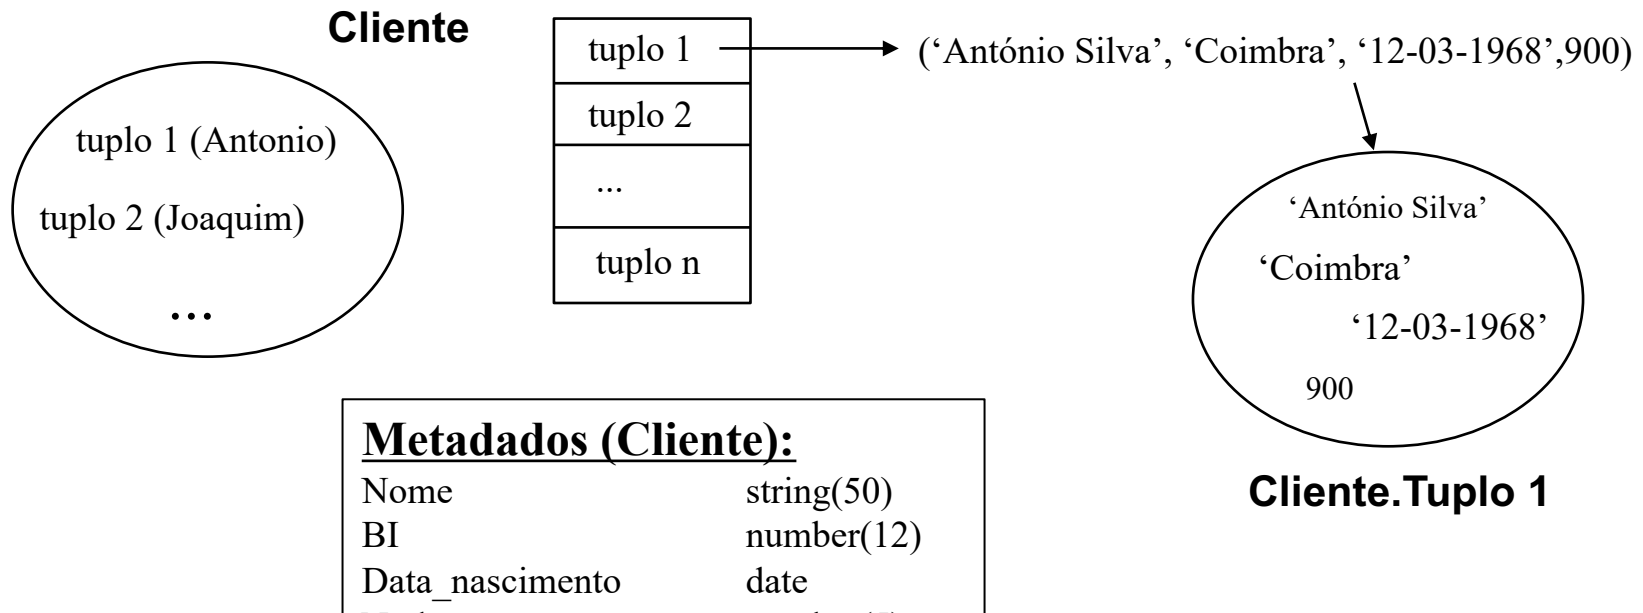 Cliente
tuplo 1 (Antonio)
tuplo 2 (Joaquim)
...
tuplo 1
tuplo 2
...
tuplo n
(‘António Silva’, ‘Coimbra’, ‘12-03-1968’,900)
‘António Silva’
‘Coimbra’
‘12-03-1968’
900
Cliente.Tuplo 1
Metadados (Cliente):
Nome string(50)
BI number(12)
Data_nascimento date